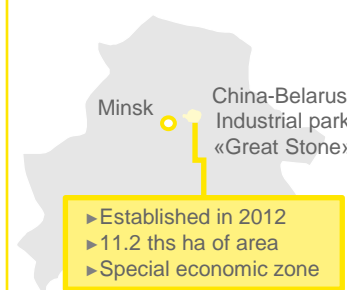 Minsk
China-Belarus
Industrial park
«Great Stone»
►Established in 2012
►11.2 ths ha of area
►Special economic zone